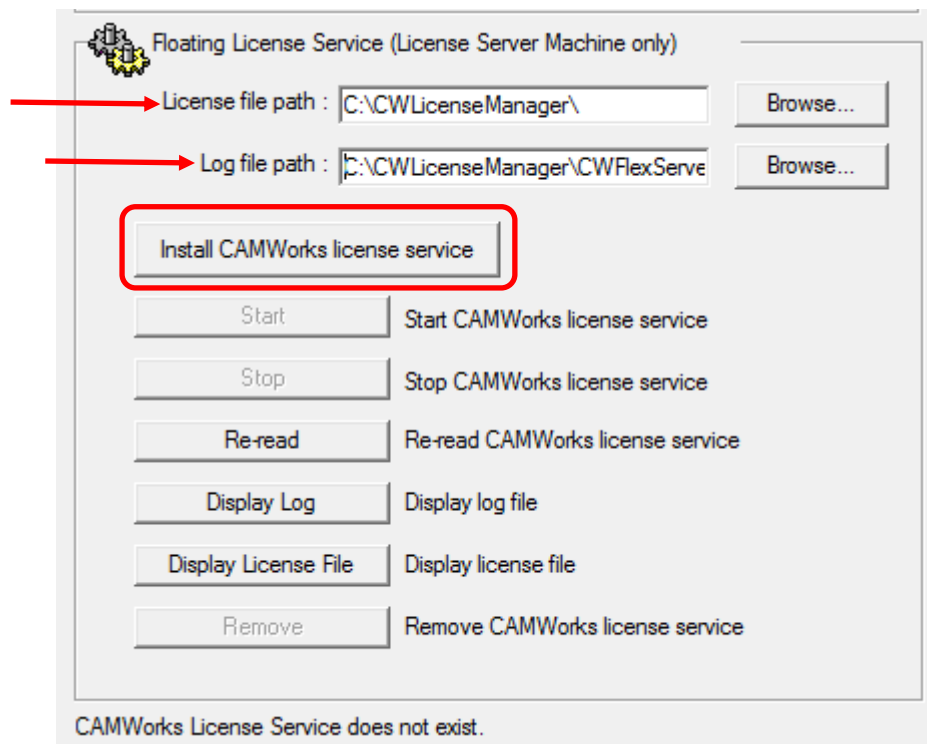 Floating License Service (License Server Machine only)
License file path : C:\CWLicenseManager\ Browse...
Log file path : C:\CWLicenseManager\CWFlexServe Browse...
Install CAMWorks license service
Start Start CAMWorks license service
Stop Stop CAMWorks license service
Re-read Re-read CAMWorks license service
Display Log Display log file
Display License File Display license file
Remove Remove CAMWorks license service
CAMWorks License Service does not exist.